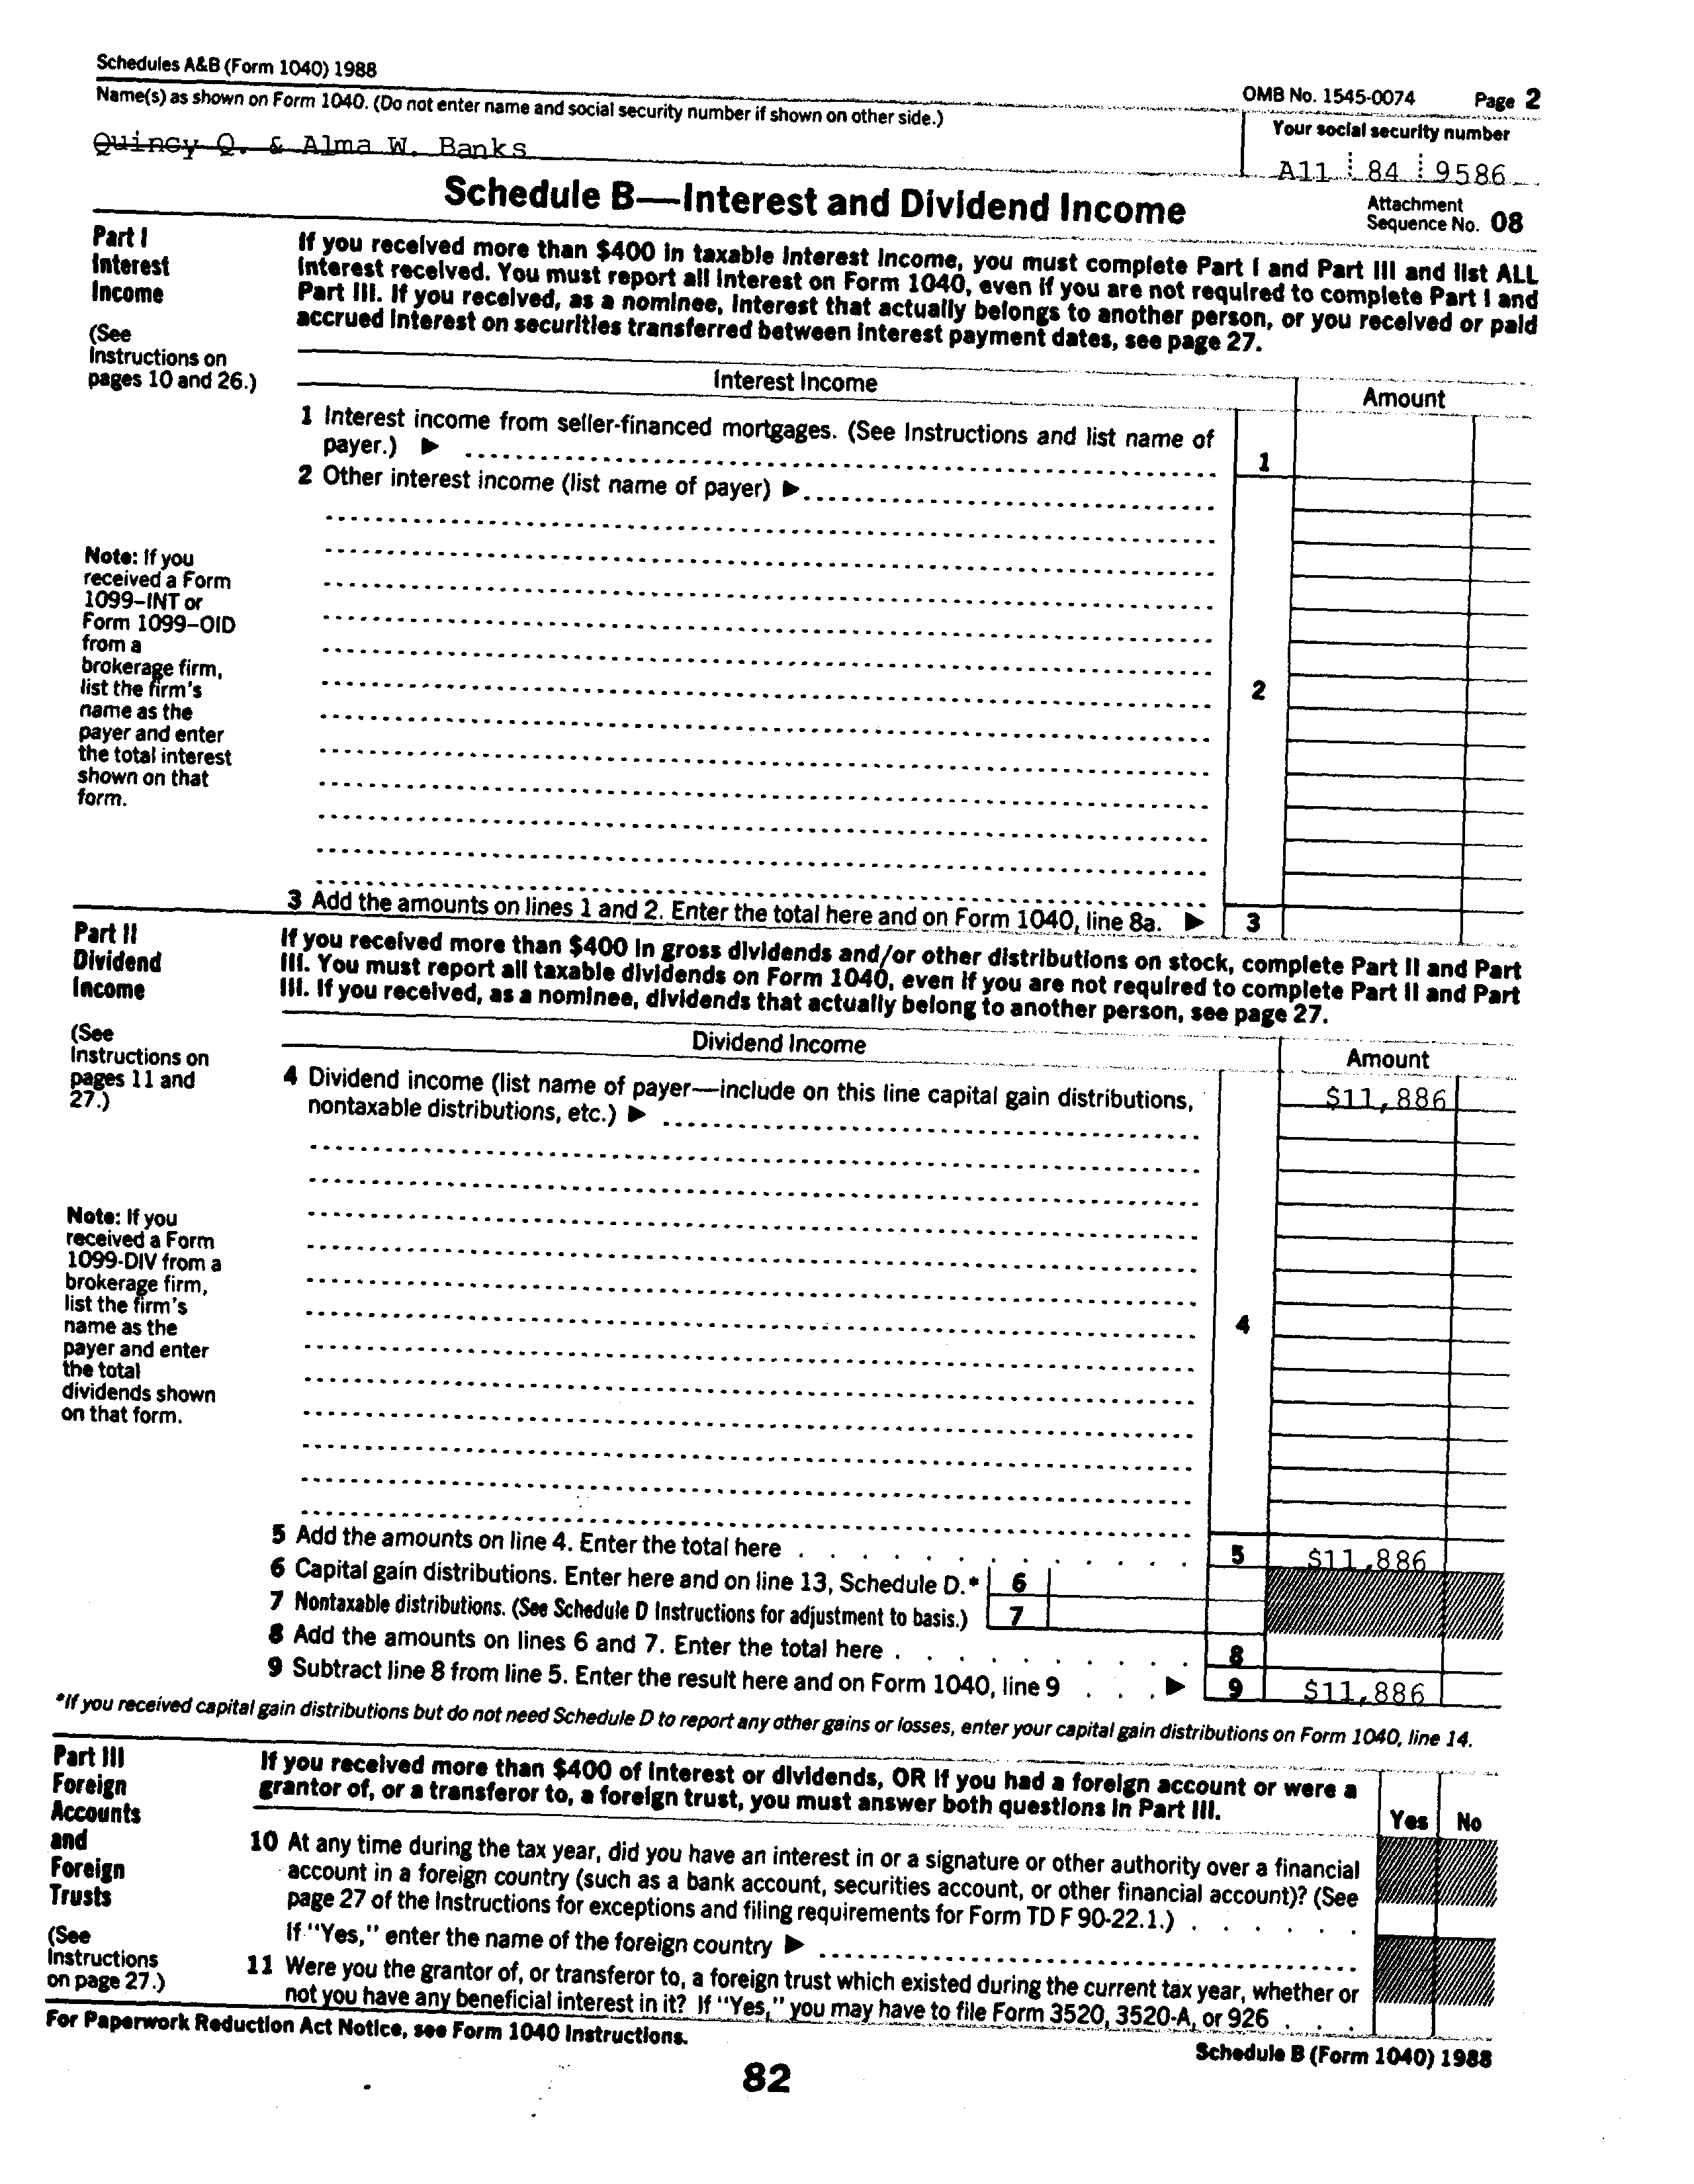 Schedules A&B (Form 1040) 1988
OMB No. 1545-0074 Page 2
Name(s) as shown on Form 1040. (Do not enter name and social security number if shown on other side.)
Your social security number
Quincy Q. & Alma W. Banks
A11 84 9586
Schedule B—Interest and Dividend Income
Attachment
Sequence No. 08
Part I
Interest
Income
(See
Instructions on
pages 10 and 26.)
If you received more than $400 in taxable interest income, you must complete Part I and Part III and list ALL
interest received. You must report all interest on Form 1040, even if you are not required to complete Part I and
Part III. If you received, as a nominee, interest that actually belongs to another person, or you received or paid
accrued interest on securities transferred between interest payment dates, see page 27.
Interest Income
Amount
1 Interest income from seller-financed mortgages. (See Instructions and list name of
payer.) ▶
1
2 Other interest income (list name of payer) ▶
Note: If you
received a Form
1099–INT or
Form 1099–OID
from a
brokerage firm,
list the firm's
name as the
payer and enter
the total interest
shown on that
form.
2
3 Add the amounts on lines 1 and 2. Enter the total here and on Form 1040, line 8a. ▶ 3
Part II
Dividend
Income
(See
Instructions on
pages 11 and
27.)
If you received more than $400 in gross dividends and/or other distributions on stock, complete Part II and Part
III. You must report all taxable dividends on Form 1040, even if you are not required to complete Part II and Part
III. If you received, as a nominee, dividends that actually belong to another person, see page 27.
Dividend Income
Amount
4 Dividend income (list name of payer—include on this line capital gain distributions,
nontaxable distributions, etc.) ▶
$11,886
Note: If you
received a Form
1099-DIV from a
brokerage firm,
list the firm's
name as the
payer and enter
the total
dividends shown
on that form.
4
5 Add the amounts on line 4. Enter the total here . . . . . . . . . . . . . 5 $11,886
6 Capital gain distributions. Enter here and on line 13, Schedule D.* 6
7 Nontaxable distributions. (See Schedule D Instructions for adjustment to basis.) 7
8 Add the amounts on lines 6 and 7. Enter the total here . . . . . . . . . . 8
9 Subtract line 8 from line 5. Enter the result here and on Form 1040, line 9 . . . ▶ 9 $11,886
*If you received capital gain distributions but do not need Schedule D to report any other gains or losses, enter your capital gain distributions on Form 1040, line 14.
Part III
Foreign
Accounts
and
Foreign
Trusts
(See
Instructions
on page 27.)
If you received more than $400 of interest or dividends, OR if you had a foreign account or were a
grantor of, or a transferor to, a foreign trust, you must answer both questions in Part III.
Yes No
10 At any time during the tax year, did you have an interest in or a signature or other authority over a financial
account in a foreign country (such as a bank account, securities account, or other financial account)? (See
page 27 of the Instructions for exceptions and filing requirements for Form TD F 90-22.1.) . . . . . .
If "Yes," enter the name of the foreign country ▶
11 Were you the grantor of, or transferor to, a foreign trust which existed during the current tax year, whether or
not you have any beneficial interest in it? If "Yes," you may have to file Form 3520, 3520-A, or 926 . . .
For Paperwork Reduction Act Notice, see Form 1040 Instructions.
Schedule B (Form 1040) 1988
82